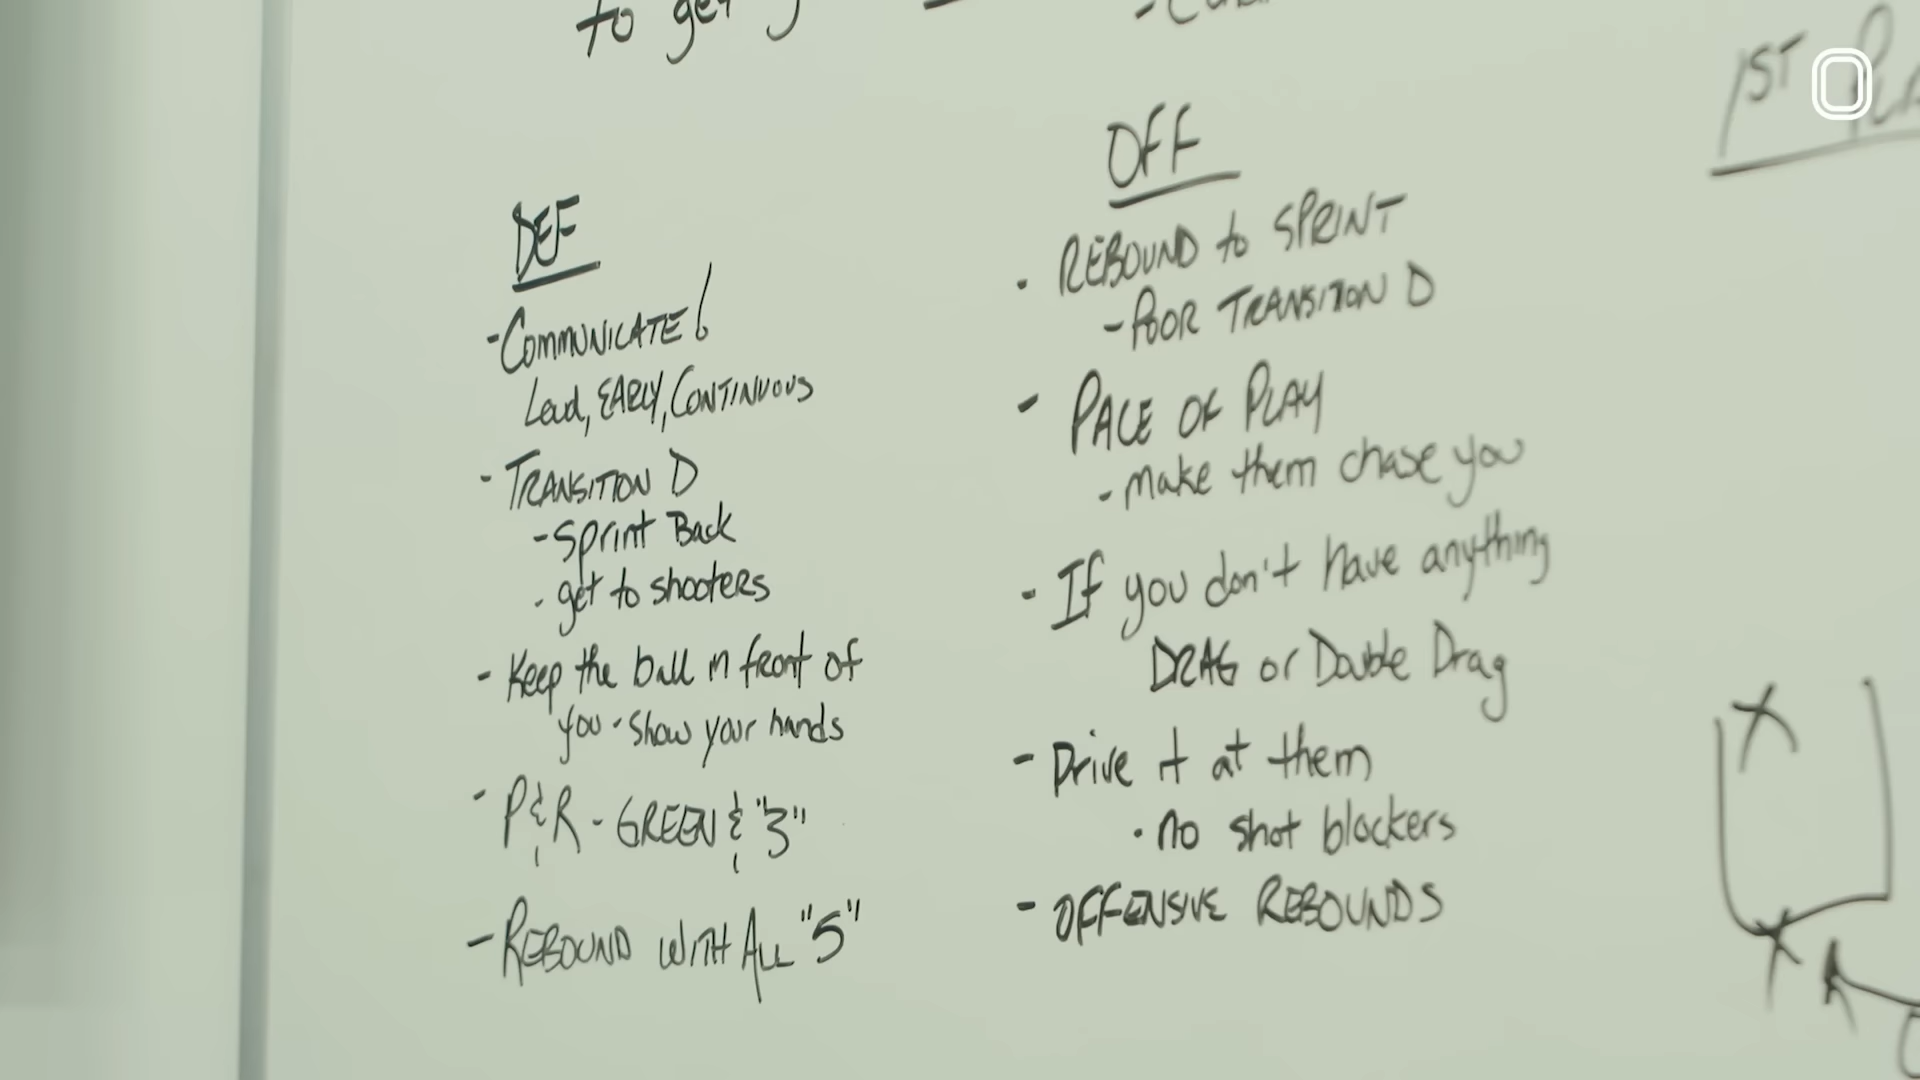 to get
DEF
-COMMUNICATE!
Loud, EARLY, CONTINUOUS
- TRANSITION D
- Sprint Back
. get to shooters
- Keep the ball in front of
you - Show your hands
- P&R - GREEN & "3"
- REBOUND WITH ALL "5"
OFF
. REBOUND to SPRINT
- POOR TRANSITION D
- PACE OF PLAY
- make them chase you
- If you don't have anything
DRAG or Double Drag
- Drive it at them
. no shot blockers
- OFFENSIVE REBOUNDS
1ST
X
X